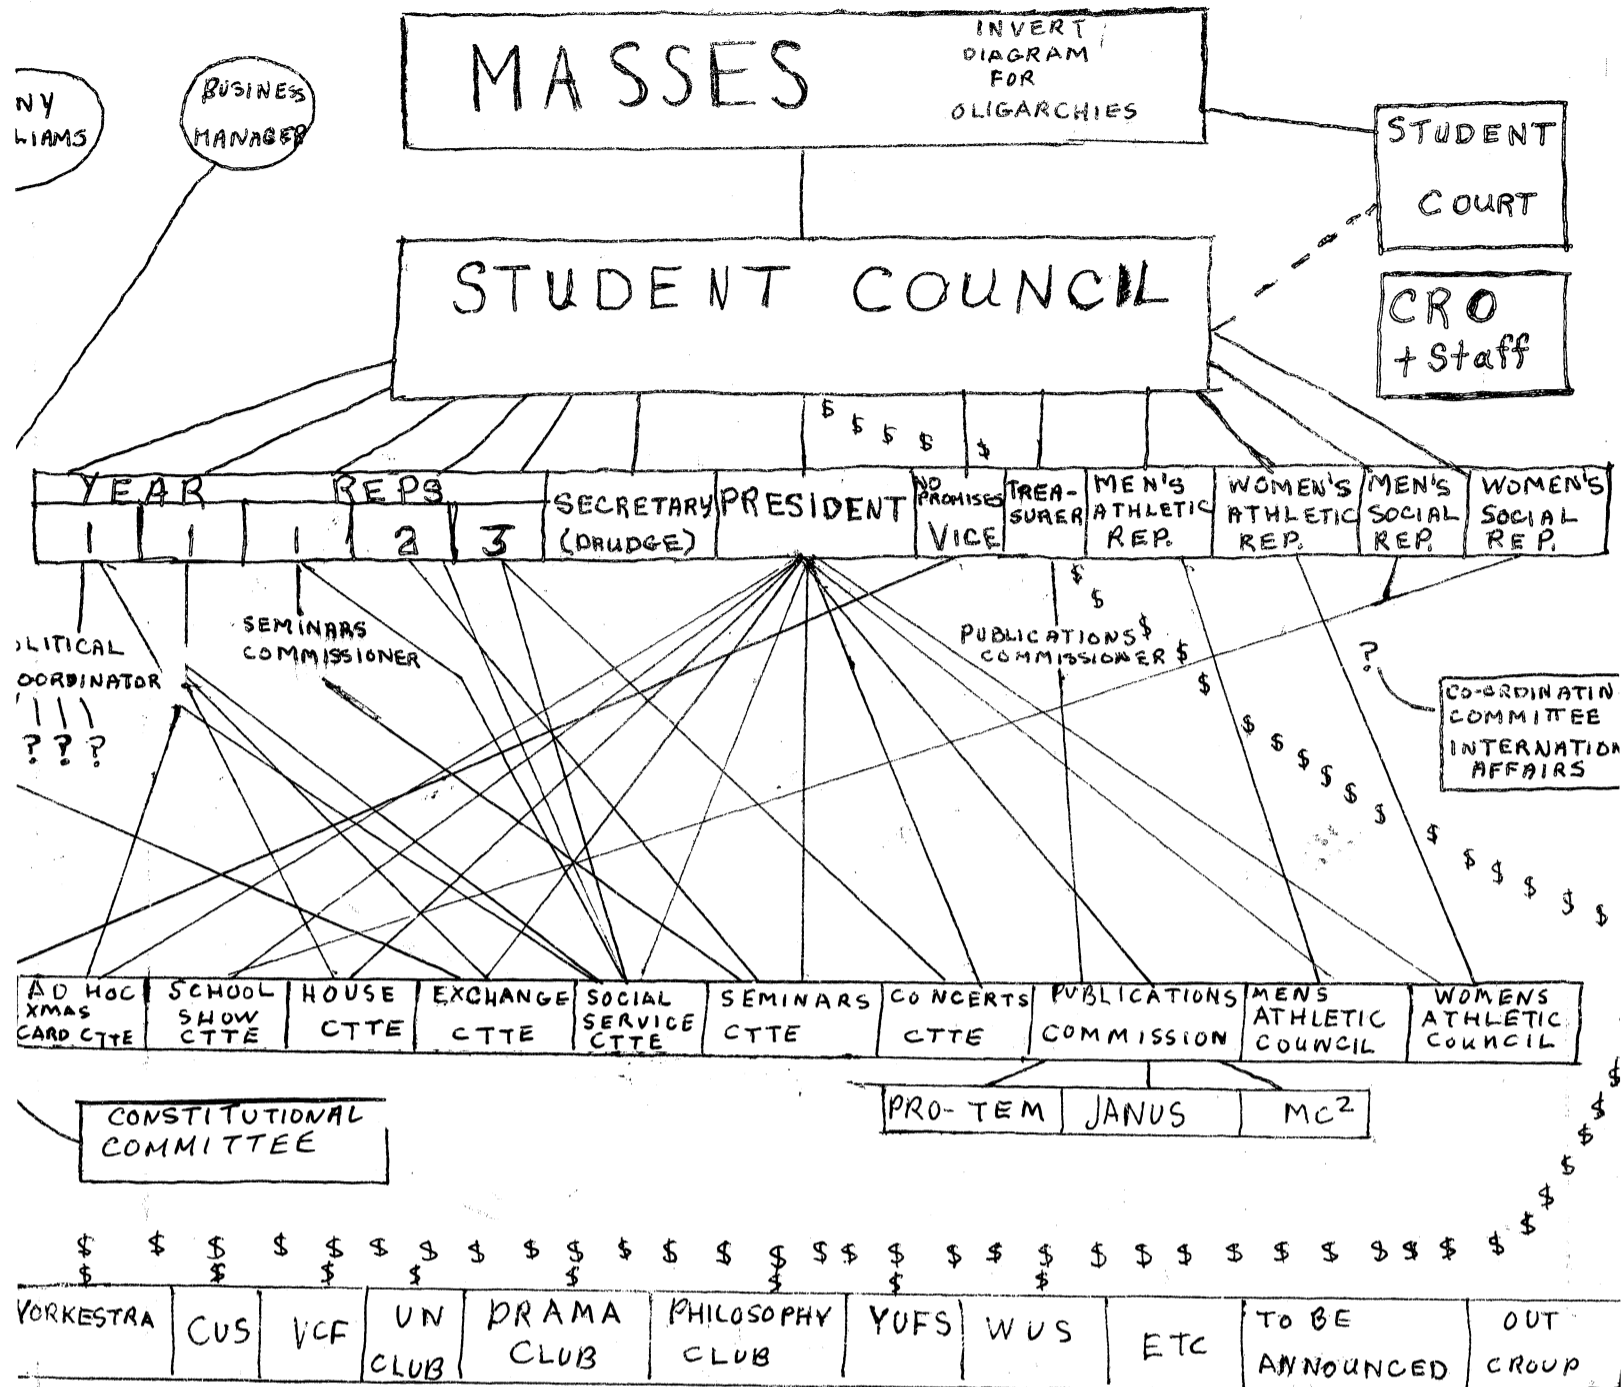 MASSES
INVERT
DIAGRAM
FOR
OLIGARCHIES
NY
LIAMS
BUSINESS
MANAGER
STUDENT
COURT
STUDENT COUNCIL
CRO
+ Staff
$ $ $ $ $
YEAR REPS
1 1 1 2 3
SECRETARY
(DRUDGE)
PRESIDENT
NO
PROMISES
VICE
TREA-
SURER
MEN'S
ATHLETIC
REP.
WOMEN'S
ATHLETIC
REP.
MEN'S
SOCIAL
REP.
WOMEN'S
SOCIAL
REP.
LITICAL
OORDINATOR
? ? ?
SEMINARS
COMMISSIONER
PUBLICATIONS
COMMISSIONER
$ $ $ $ $ $ $ $ $ $ $ $ $ $ $ $ $ $
?
CO-ORDINATIN
COMMITTEE
INTERNATION
AFFAIRS
AD HOC
XMAS
CARD CTTE
SCHOOL
SHOW
CTTE
HOUSE
CTTE
EXCHANGE
CTTE
SOCIAL
SERVICE
CTTE
SEMINARS
CTTE
CONCERTS
CTTE
PUBLICATIONS
COMMISSION
MENS
ATHLETIC
COUNCIL
WOMENS
ATHLETIC
COUNCIL
PRO-TEM
JANUS
MC²
CONSTITUTIONAL
COMMITTEE
$ $ $ $ $ $ $
$ $ $ $ $ $ $ $ $ $ $ $ $ $ $ $ $ $ $ $ $ $ $ $ $ $ $ $ $
$ $ $ $ $ $ $ $
YORKESTRA
CUS
VCF
UN
CLUB
DRAMA
CLUB
PHILOSOPHY
CLUB
YUFS
WUS
ETC
TO BE
ANNOUNCED
OUT
GROUP